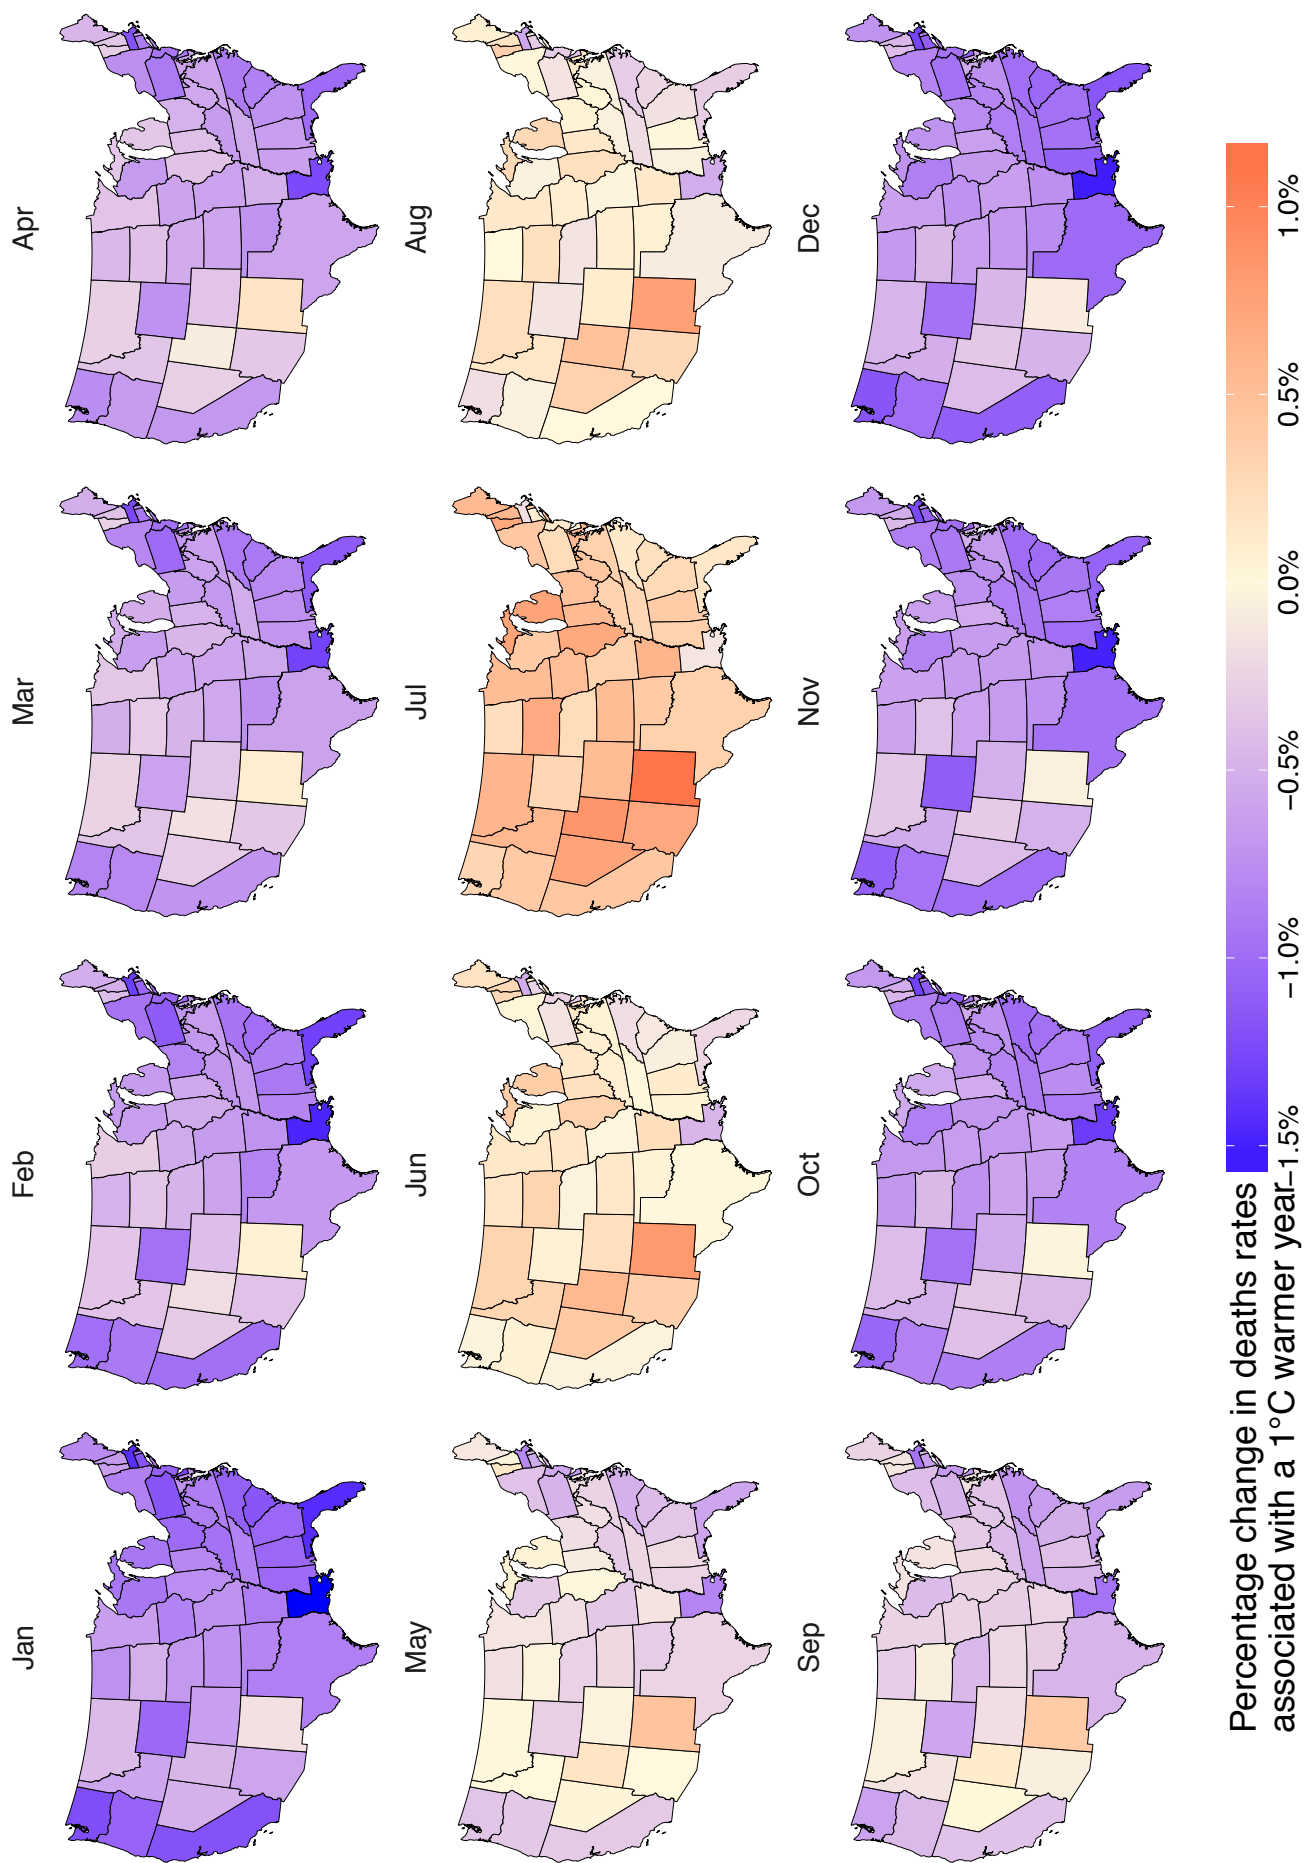 Jan
Feb
Mar
Apr
May
Jun
Jul
Aug
Sep
Oct
Nov
Dec
Percentage change in deaths rates
associated with a 1°C warmer year
−1.5%
−1.0%
−0.5%
0.0%
0.5%
1.0%